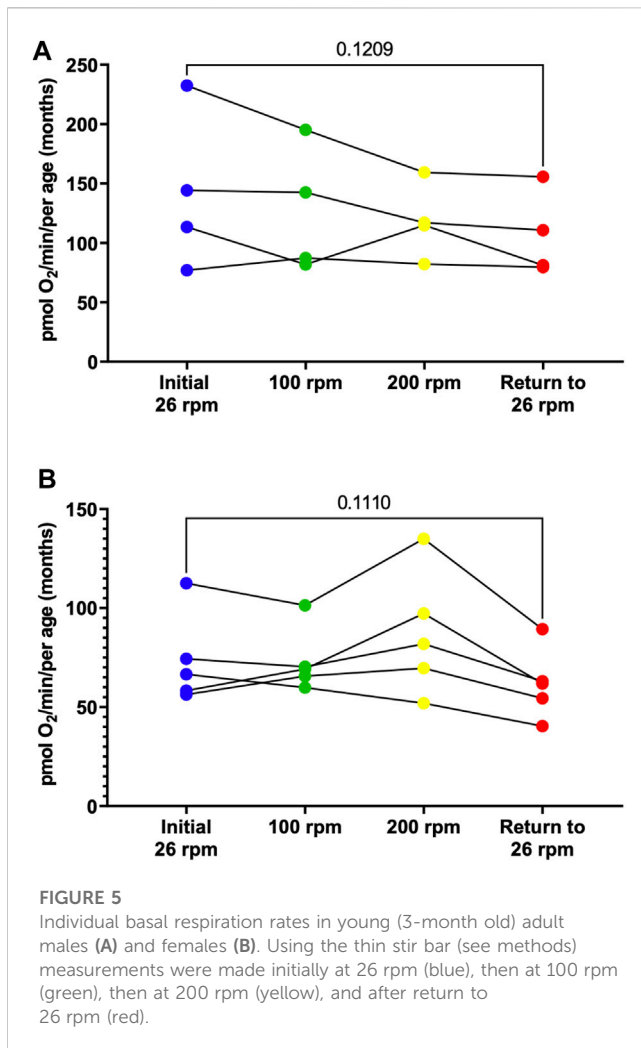 A
0.1209
250
200
150
100
50
0
pmol O₂/min/per age (months)
Initial
26 rpm
100 rpm
200 rpm
Return to
26 rpm
B
0.1110
150
100
50
0
pmol O₂/min/per age (months)
Initial
26 rpm
100 rpm
200 rpm
Return to
26 rpm
FIGURE 5
Individual basal respiration rates in young (3-month old) adult
males (A) and females (B). Using the thin stir bar (see methods)
measurements were made initially at 26 rpm (blue), then at 100 rpm
(green), then at 200 rpm (yellow), and after return to
26 rpm (red).